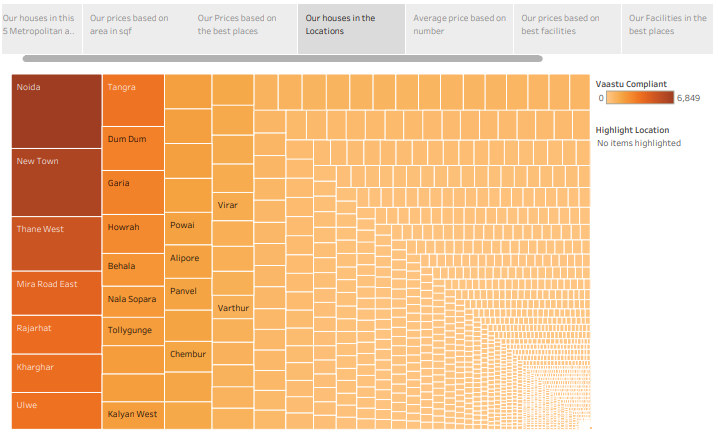 Our houses in this
S Metropolitan a..
Our prices based on
area in sqf
Our Prices based on
the best places
Our houses in the
Locations
Average price based on
number
Our prices based on
best facilities
Our Facilities in the
best places
Noida
New Town
Thane West
Mira Road East
Rajarhat
Kharghar
Ulwe
Tangra
Dum Dum
Garia
Howrah
Behala
Nala Sopara
Tollygunge
Kalyan West
Powai
Alipore
Panvel
Chembur
Virar
Varthur
Vaastu Compliant
0 6,849
Highlight Location
No items highlighted